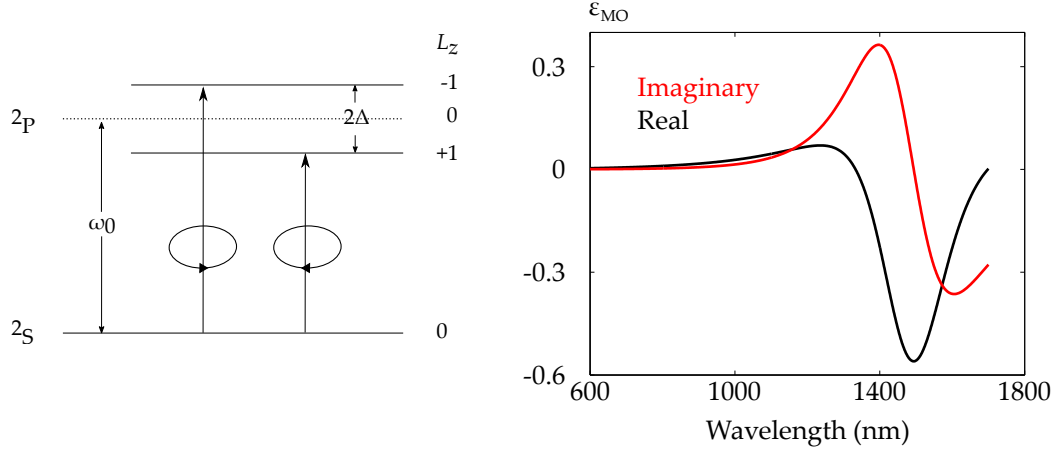 L_z
-1
²P
0
2Δ
+1
ω₀
²S
0
ε_MO
0.3
0
-0.3
-0.6
Imaginary
Real
600
1000
1400
1800
Wavelength (nm)